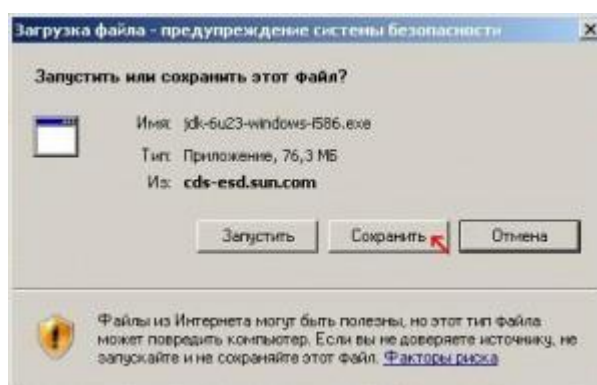 Загрузка файла - предупреждение системы безопасности
Запустить или сохранить этот файл?
Имя: jdk-6u23-windows-i586.exe
Тип: Приложение, 76,3 МБ
Из: cds-esd.sun.com
Запустить Сохранить Отмена
Файлы из Интернета могут быть полезны, но этот тип файла
может повредить компьютер. Если вы не доверяете источнику, не
запускайте и не сохраняйте этот файл. Факторы риска